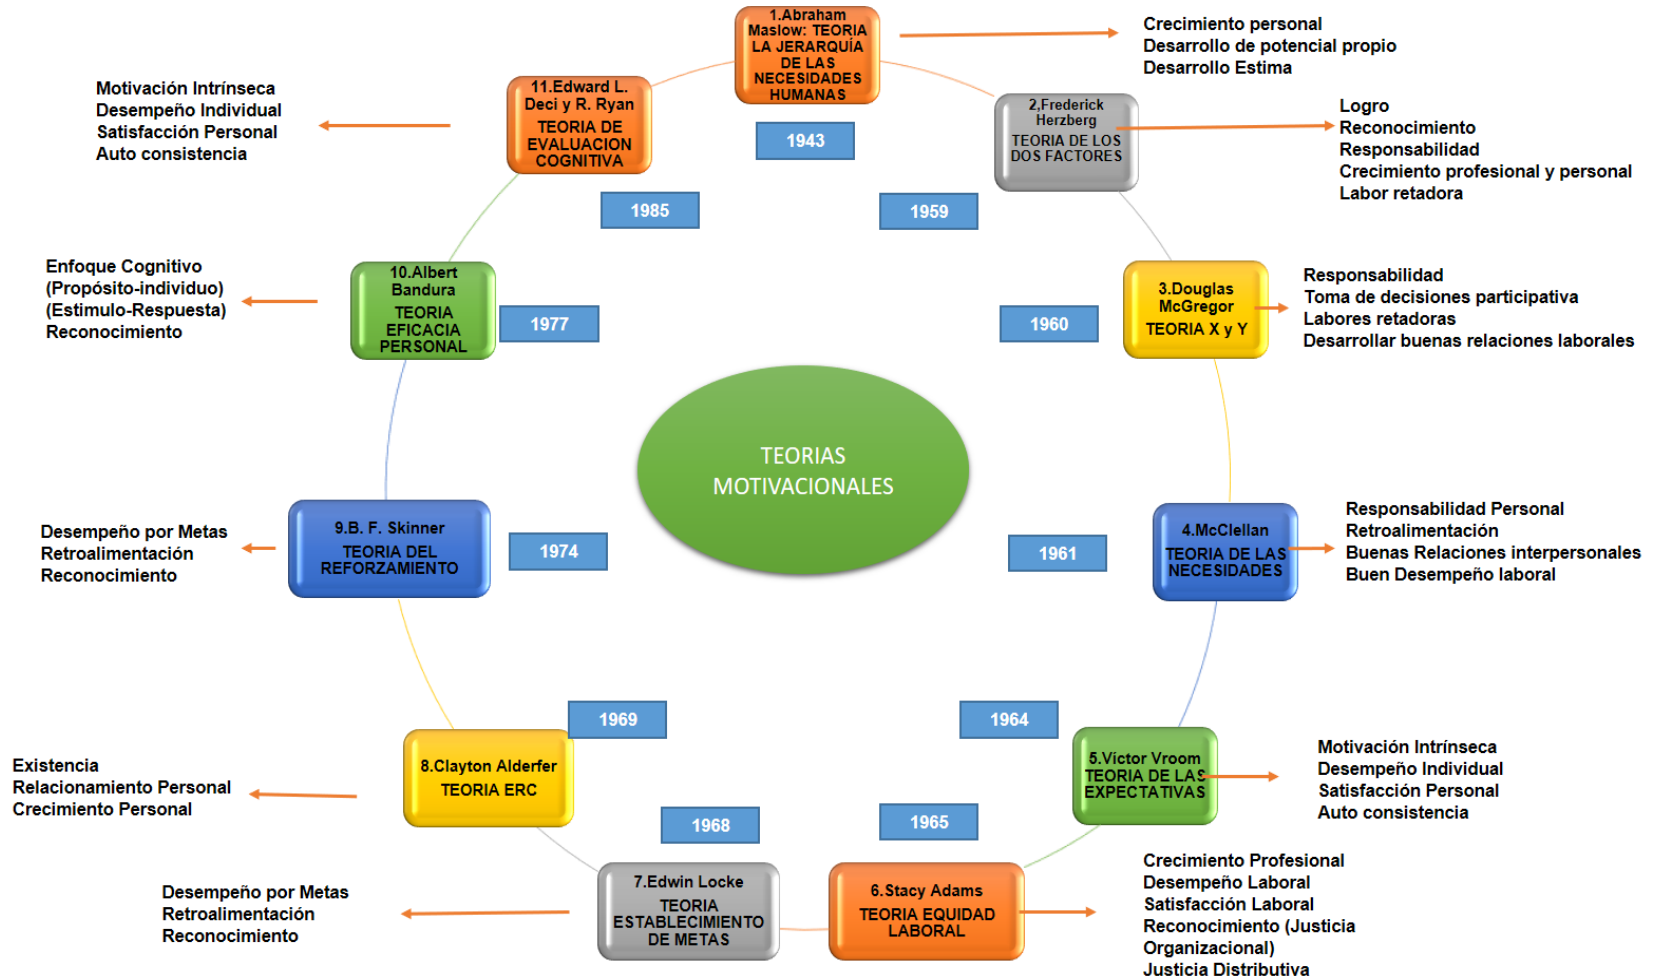 1.Abraham
Maslow: TEORIA
LA JERARQUÍA
DE LAS
NECESIDADES
HUMANAS
1943
Crecimiento personal
Desarrollo de potencial propio
Desarrollo Estima
2,Frederick
Herzberg
TEORIA DE LOS
DOS FACTORES
1959
Logro
Reconocimiento
Responsabilidad
Crecimiento profesional y personal
Labor retadora
3.Douglas
McGregor
TEORIA X y Y
1960
Responsabilidad
Toma de decisiones participativa
Labores retadoras
Desarrollar buenas relaciones laborales
4.McClellan
TEORIA DE LAS
NECESIDADES
1961
Responsabilidad Personal
Retroalimentación
Buenas Relaciones interpersonales
Buen Desempeño laboral
5.Víctor Vroom
TEORIA DE LAS
EXPECTATIVAS
1964
Motivación Intrínseca
Desempeño Individual
Satisfacción Personal
Auto consistencia
6.Stacy Adams
TEORIA EQUIDAD
LABORAL
1965
Crecimiento Profesional
Desempeño Laboral
Satisfacción Laboral
Reconocimiento (Justicia
Organizacional)
Justicia Distributiva
7.Edwin Locke
TEORIA
ESTABLECIMIENTO
DE METAS
1968
Desempeño por Metas
Retroalimentación
Reconocimiento
8.Clayton Alderfer
TEORIA ERC
1969
Existencia
Relacionamiento Personal
Crecimiento Personal
9.B. F. Skinner
TEORIA DEL
REFORZAMIENTO
1974
Desempeño por Metas
Retroalimentación
Reconocimiento
10.Albert
Bandura
TEORIA
EFICACIA
PERSONAL
1977
Enfoque Cognitivo
(Propósito-individuo)
(Estimulo-Respuesta)
Reconocimiento
11.Edward L.
Deci y R. Ryan
TEORIA DE
EVALUACION
COGNITIVA
1985
Motivación Intrínseca
Desempeño Individual
Satisfacción Personal
Auto consistencia
TEORIAS
MOTIVACIONALES